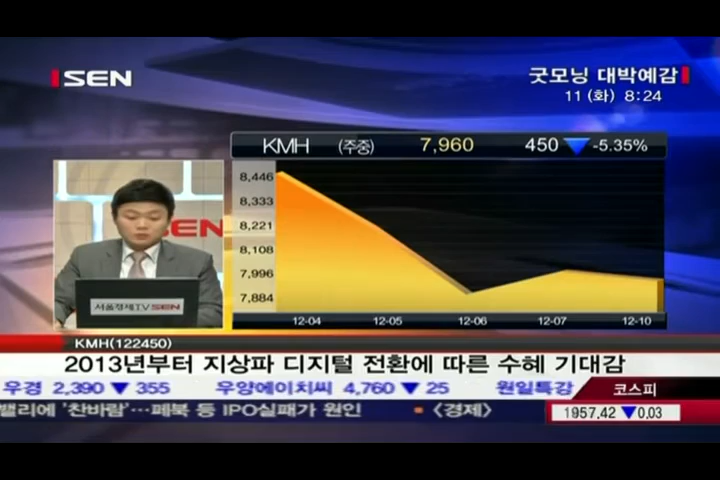 SEN
굿모닝 대박예감
11 (화) 8:24
KMH (주중) 7,960 450 ▼ -5.35%
8,446
8,333
8,221
8,108
7,996
7,884
12-04 12-05 12-06 12-07 12-10
SEN
서울경제TV SEN
KMH(122450)
2013년부터 지상파 디지털 전환에 따른 수혜 기대감
우경 2,390 ▼ 355 우양에이치씨 4,760 ▼ 25 원일특강
코스피
밸리에 '찬바람'…페북 등 IPO실패가 원인 〈경제〉
1957.42 ▼0.03